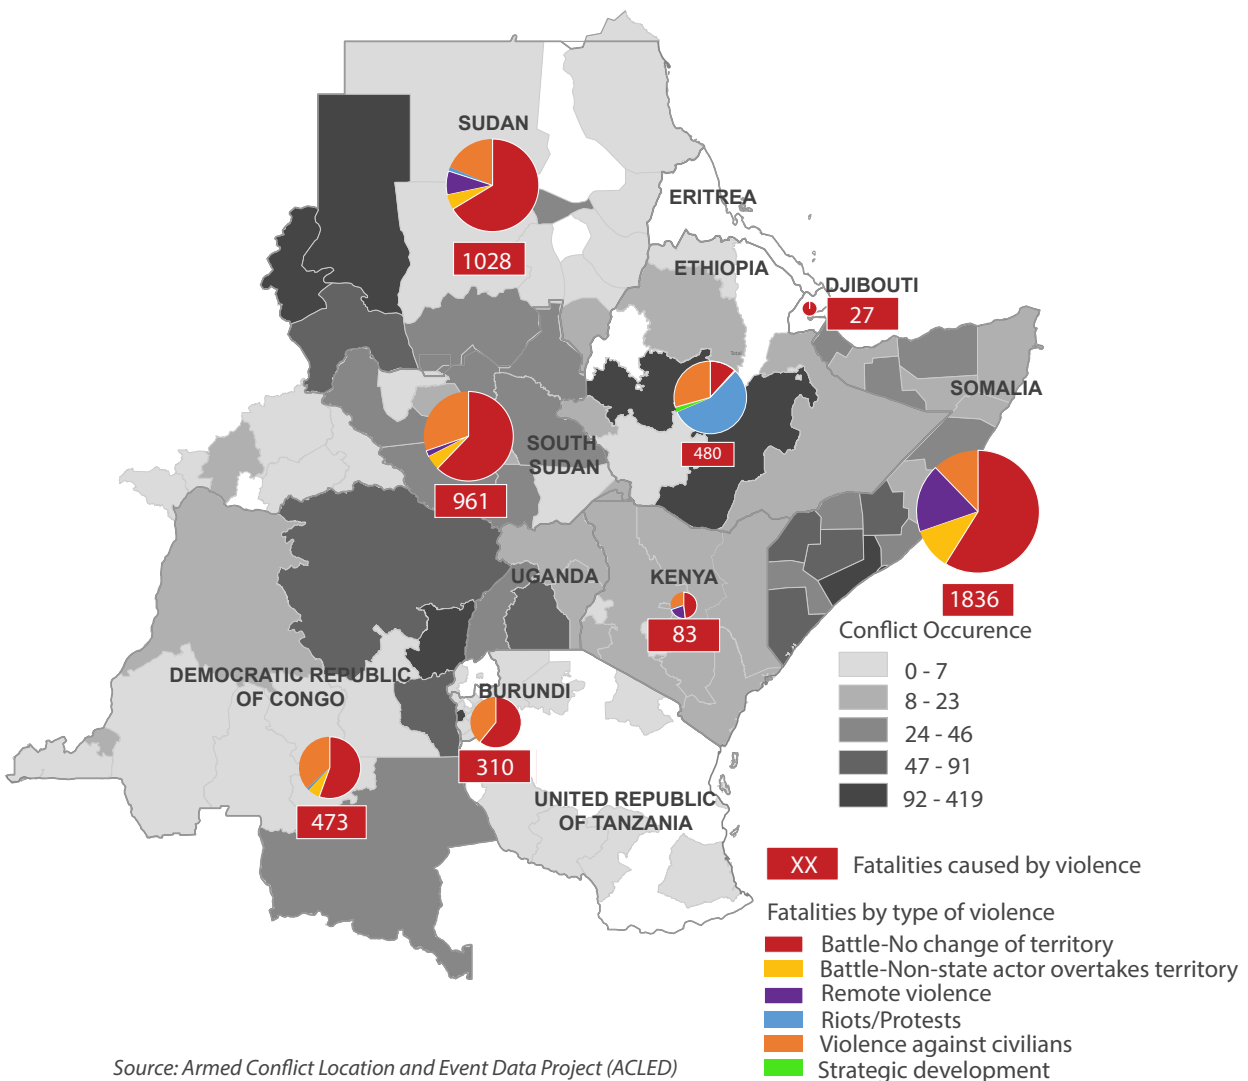 SUDAN
1028
ERITREA
ETHIOPIA
DJIBOUTI
27
Total
SOMALIA
480
SOUTH
SUDAN
961
1836
UGANDA
KENYA
83
DEMOCRATIC REPUBLIC
OF CONGO
BURUNDI
310
473
UNITED REPUBLIC
OF TANZANIA
Conflict Occurence
0 - 7
8 - 23
24 - 46
47 - 91
92 - 419
XX Fatalities caused by violence
Fatalities by type of violence
Battle-No change of territory
Battle-Non-state actor overtakes territory
Remote violence
Riots/Protests
Violence against civilians
Strategic development
Source: Armed Conflict Location and Event Data Project (ACLED)